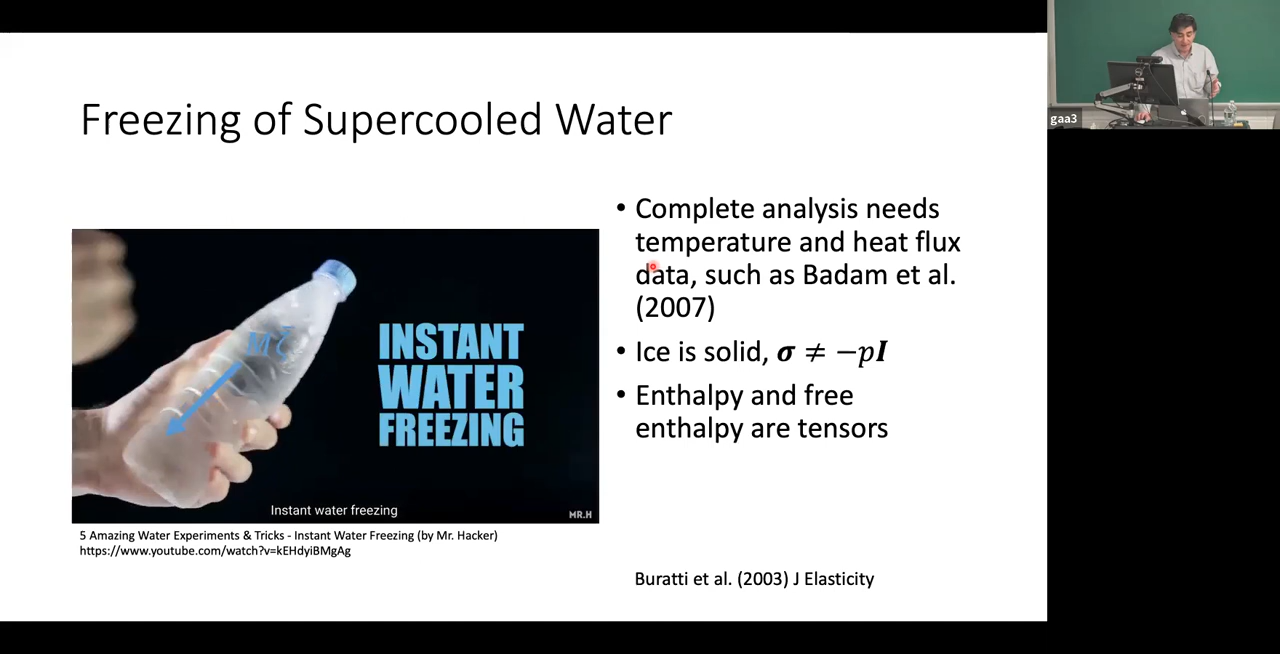 Freezing of Supercooled Water
Mζ
INSTANT
WATER
FREEZING
Instant water freezing
MR.H
5 Amazing Water Experiments & Tricks - Instant Water Freezing (by Mr. Hacker)
https://www.youtube.com/watch?v=kEHdyiBMgAg
• Complete analysis needs
temperature and heat flux
data, such as Badam et al.
(2007)
• Ice is solid, σ ≠ −pI
• Enthalpy and free
enthalpy are tensors
Buratti et al. (2003) J Elasticity
gaa3